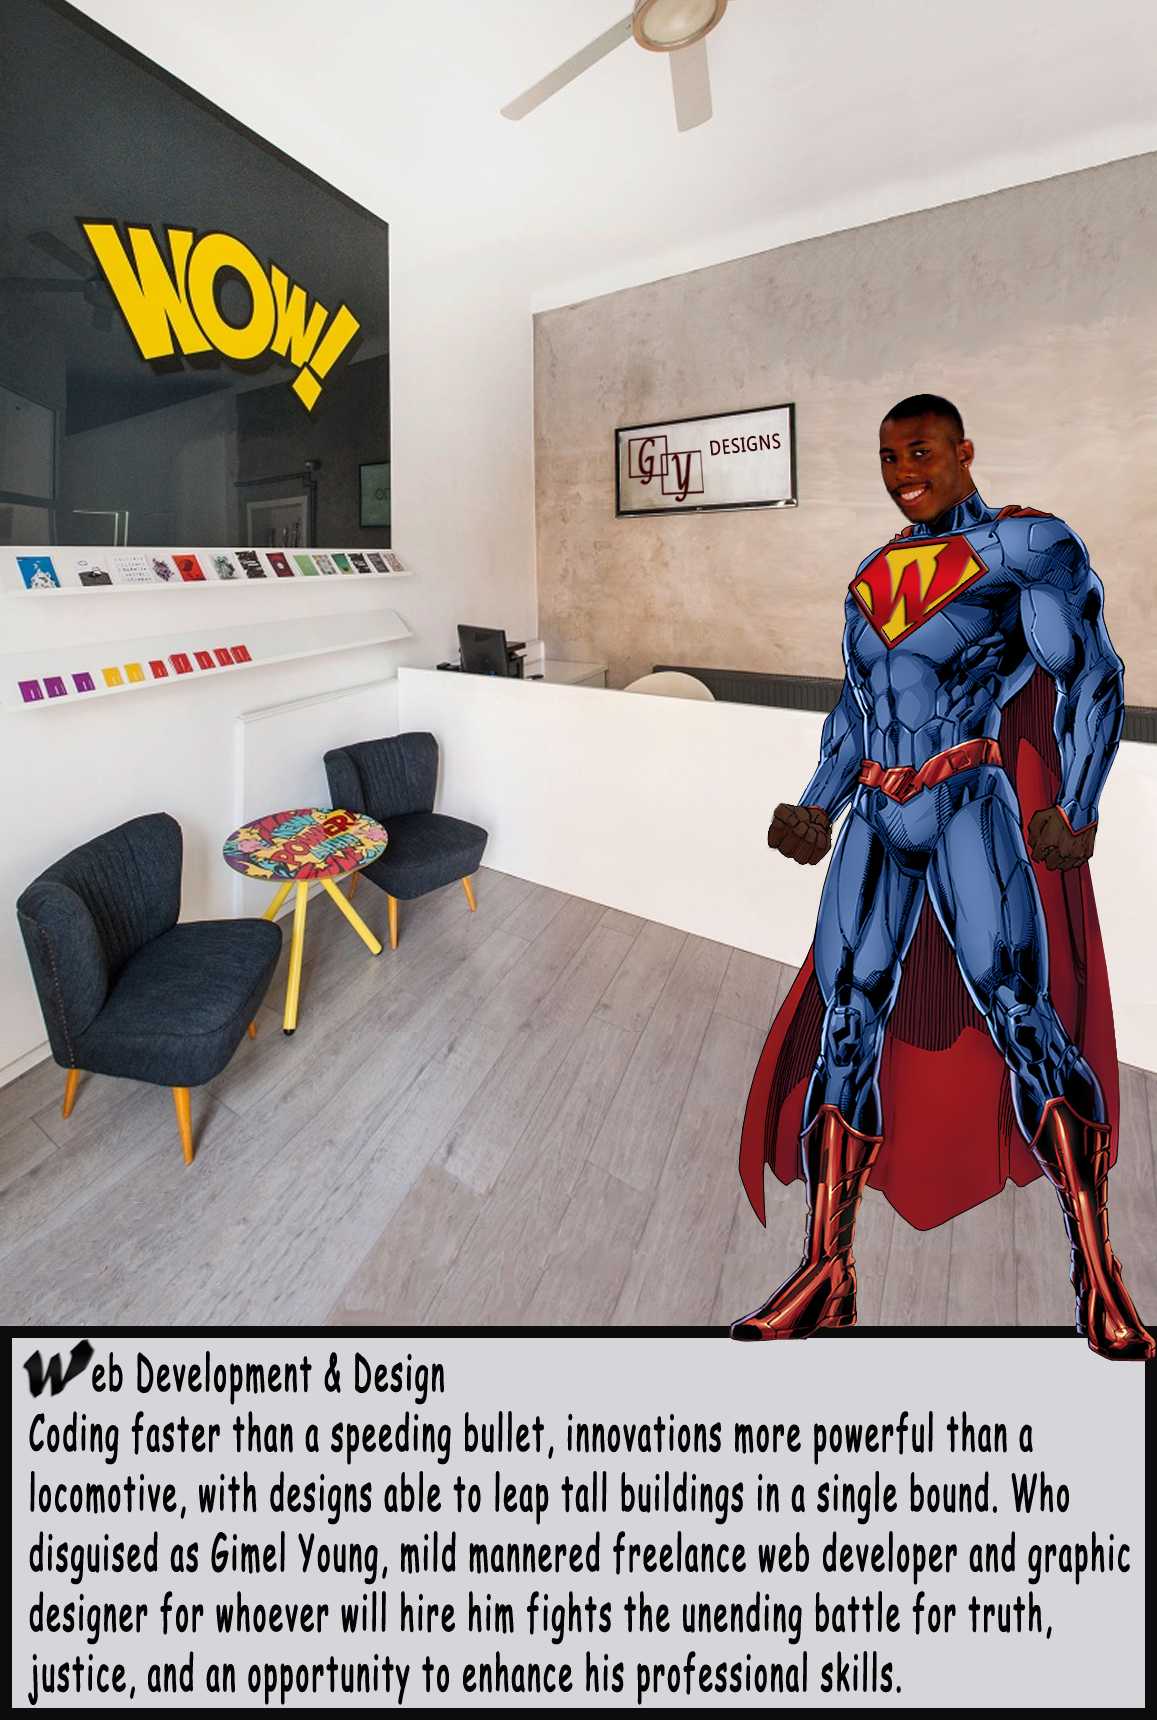 WOW!
G Y DESIGNS
W
NEW
POWER!
Web Development & Design
Coding faster than a speeding bullet, innovations more powerful than a
locomotive, with designs able to leap tall buildings in a single bound. Who
disguised as Gimel Young, mild mannered freelance web developer and graphic
designer for whoever will hire him fights the unending battle for truth,
justice, and an opportunity to enhance his professional skills.